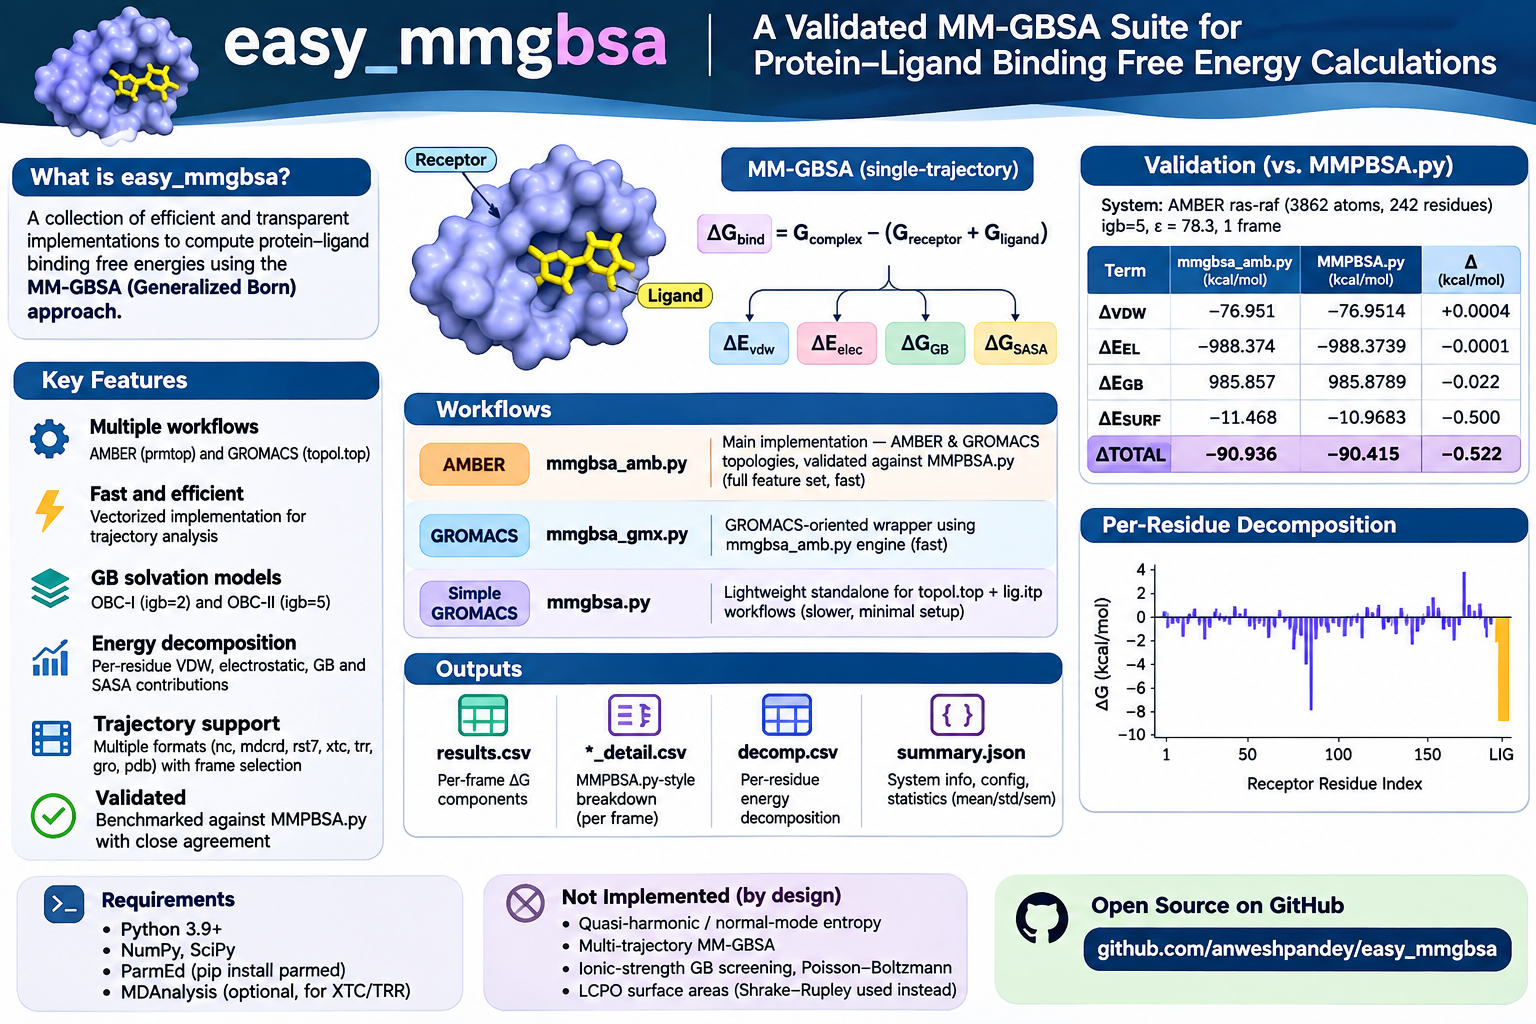 easy_mmgbsa
A Validated MM-GBSA Suite for
Protein–Ligand Binding Free Energy Calculations
What is easy_mmgbsa?
A collection of efficient and transparent
implementations to compute protein–ligand
binding free energies using the
MM-GBSA (Generalized Born)
approach.
Key Features
Multiple workflows
AMBER (prmtop) and GROMACS (topol.top)
Fast and efficient
Vectorized implementation for
trajectory analysis
GB solvation models
OBC-I (igb=2) and OBC-II (igb=5)
Energy decomposition
Per-residue VDW, electrostatic, GB and
SASA contributions
Trajectory support
Multiple formats (nc, mdcrd, rst7, xtc, trr,
gro, pdb) with frame selection
Validated
Benchmarked against MMPBSA.py
with close agreement
Receptor
Ligand
MM-GBSA (single-trajectory)
ΔGbind = Gcomplex − (Greceptor + Gligand)
ΔEvdw ΔEelec ΔGGB ΔGSASA
Workflows
AMBER mmgbsa_amb.py
Main implementation — AMBER & GROMACS
topologies, validated against MMPBSA.py
(full feature set, fast)
GROMACS mmgbsa_gmx.py
GROMACS-oriented wrapper using
mmgbsa_amb.py engine (fast)
Simple
GROMACS
mmgbsa.py
Lightweight standalone for topol.top + lig.itp
workflows (slower, minimal setup)
Outputs
results.csv
Per-frame ΔG
components
*_detail.csv
MMPBSA.py-style
breakdown
(per frame)
decomp.csv
Per-residue
energy
decomposition
{ }
summary.json
System info, config,
statistics (mean/std/sem)
Validation (vs. MMPBSA.py)
System: AMBER ras-raf (3862 atoms, 242 residues)
igb=5, ε = 78.3, 1 frame
Term mmgbsa_amb.py (kcal/mol) MMPBSA.py (kcal/mol) Δ (kcal/mol)
ΔVDW −76.951 −76.9514 +0.0004
ΔEEL −988.374 −988.3739 −0.0001
ΔEGB 985.857 985.8789 −0.022
ΔESURF −11.468 −10.9683 −0.500
ΔTOTAL −90.936 −90.415 −0.522
Per-Residue Decomposition
ΔG (kcal/mol)
4
2
0
−2
−4
−6
−8
−10
1 50 100 150 LIG
Receptor Residue Index
>_
Requirements
• Python 3.9+
• NumPy, SciPy
• ParmEd (pip install parmed)
• MDAnalysis (optional, for XTC/TRR)
Not Implemented (by design)
• Quasi-harmonic / normal-mode entropy
• Multi-trajectory MM-GBSA
• Ionic-strength GB screening, Poisson–Boltzmann
• LCPO surface areas (Shrake–Rupley used instead)
Open Source on GitHub
github.com/anweshpandey/easy_mmgbsa